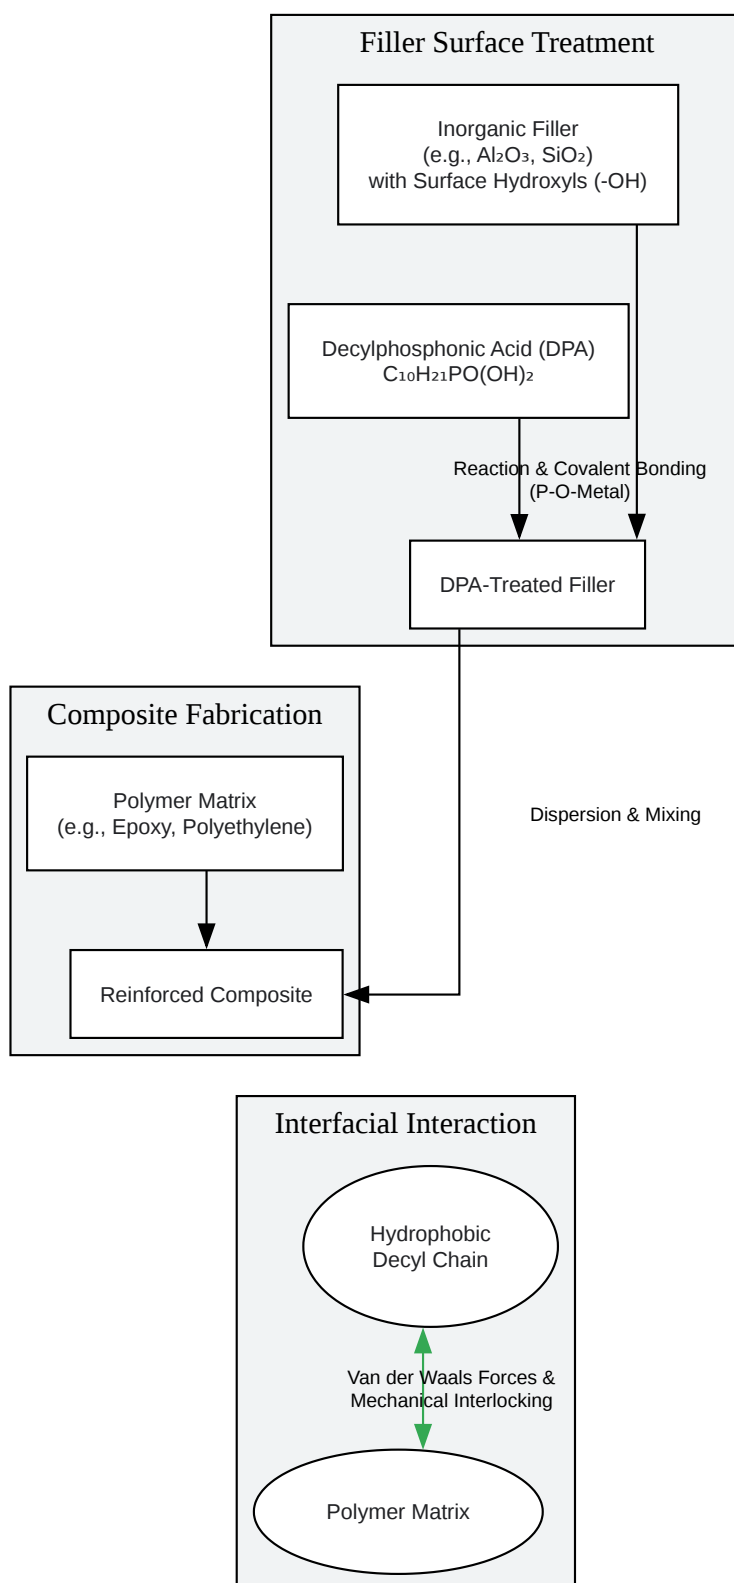 Filler Surface Treatment
Inorganic Filler
(e.g., Al₂O₃, SiO₂)
with Surface Hydroxyls (-OH)
Decylphosphonic Acid (DPA)
C₁₀H₂₁PO(OH)₂
Reaction & Covalent Bonding
(P-O-Metal)
DPA-Treated Filler
Composite Fabrication
Polymer Matrix
(e.g., Epoxy, Polyethylene)
Dispersion & Mixing
Reinforced Composite
Interfacial Interaction
Hydrophobic
Decyl Chain
Van der Waals Forces &
Mechanical Interlocking
Polymer Matrix